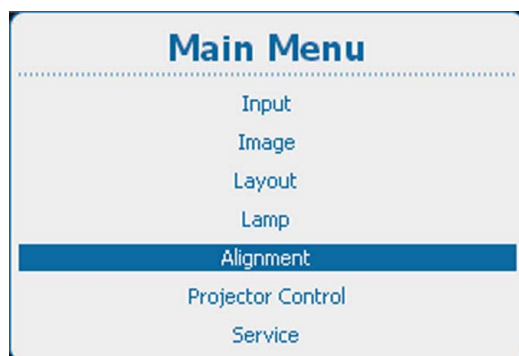 Main Menu
Input
Image
Layout
Lamp
Alignment
Projector Control
Service